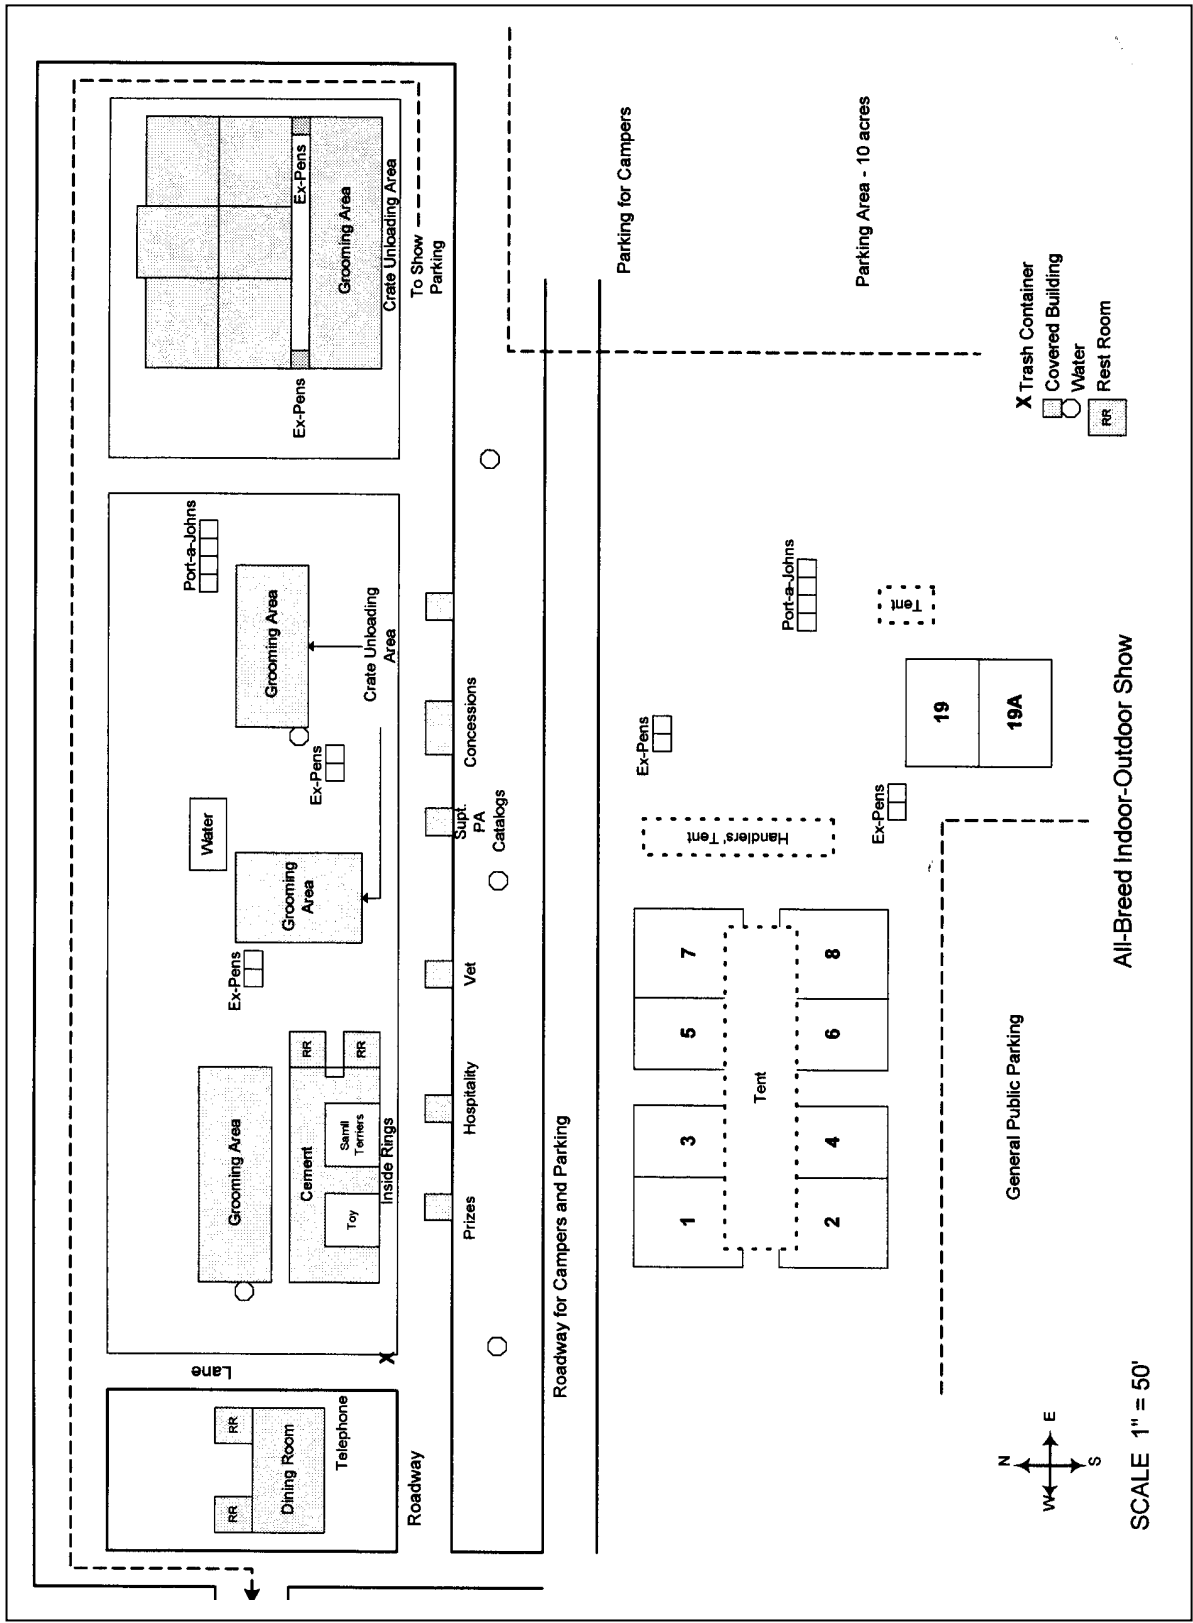 Lane
RR
RR
Dining Room
Telephone
Roadway
X
Grooming Area
Cement
RR
RR
Toy
Samll
Terriers
Inside Rings
Ex-Pens
Grooming
Area
Water
Ex-Pens
Grooming Area
Port-a-Johns
Crate Unloading
Area
Ex-Pens
Ex-Pens
Grooming Area
Crate Unloading Area
To Show
Parking
Prizes
Hospitality
Vet
Supt.
PA
Catalogs
Concessions
Roadway for Campers and Parking
Parking for Campers
1
3
5
7
Tent
2
4
6
8
Handlers' Tent
Ex-Pens
Ex-Pens
Port-a-Johns
Tent
19
19A
Parking Area - 10 acres
General Public Parking
X Trash Container
Covered Building
Water
RR
Rest Room
N
W
E
S
All-Breed Indoor-Outdoor Show
SCALE 1" = 50'